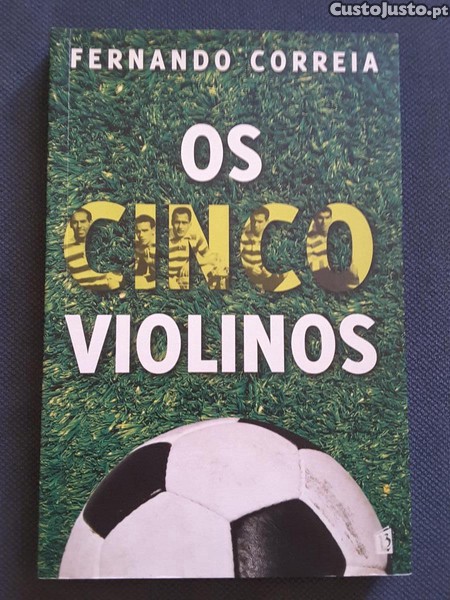 CustoJusto.pt
FERNANDO CORREIA
OS
CINCO
VIOLINOS